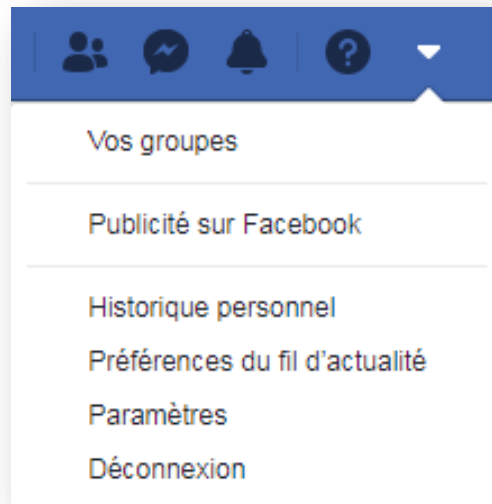 Vos groupes
Publicité sur Facebook
Historique personnel
Préférences du fil d'actualité
Paramètres
Déconnexion